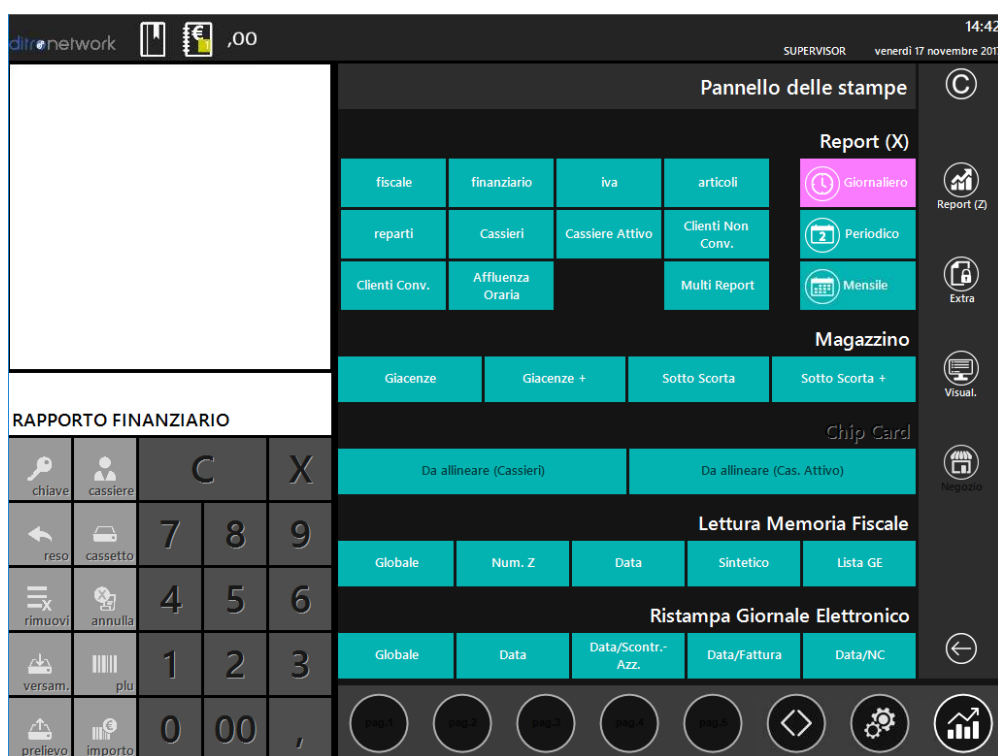 ditronetwork
,00
14:42
SUPERVISOR venerdì 17 novembre 2017
Pannello delle stampe
Report (X)
fiscale finanziario iva articoli Giornaliero
Report (Z)
reparti Cassieri Cassiere Attivo Clienti Non Conv. Periodico
Clienti Conv. Affluenza Oraria Multi Report Mensile
Extra
Magazzino
Giacenze Giacenze + Sotto Scorta Sotto Scorta +
Visual.
RAPPORTO FINANZIARIO
Chip Card
Da allineare (Cassieri) Da allineare (Cas. Attivo)
Negozio
chiave cassiere C X
Lettura Memoria Fiscale
reso cassetto 7 8 9
Globale Num. Z Data Sintetico Lista GE
rimuovi annulla 4 5 6
Ristampa Giornale Elettronico
Globale Data Data/Scontr.-Azz. Data/Fattura Data/NC
versam. plu 1 2 3
prelievo importo 0 00 ,
pag.1 pag.2 pag.3 pag.4 pag.5